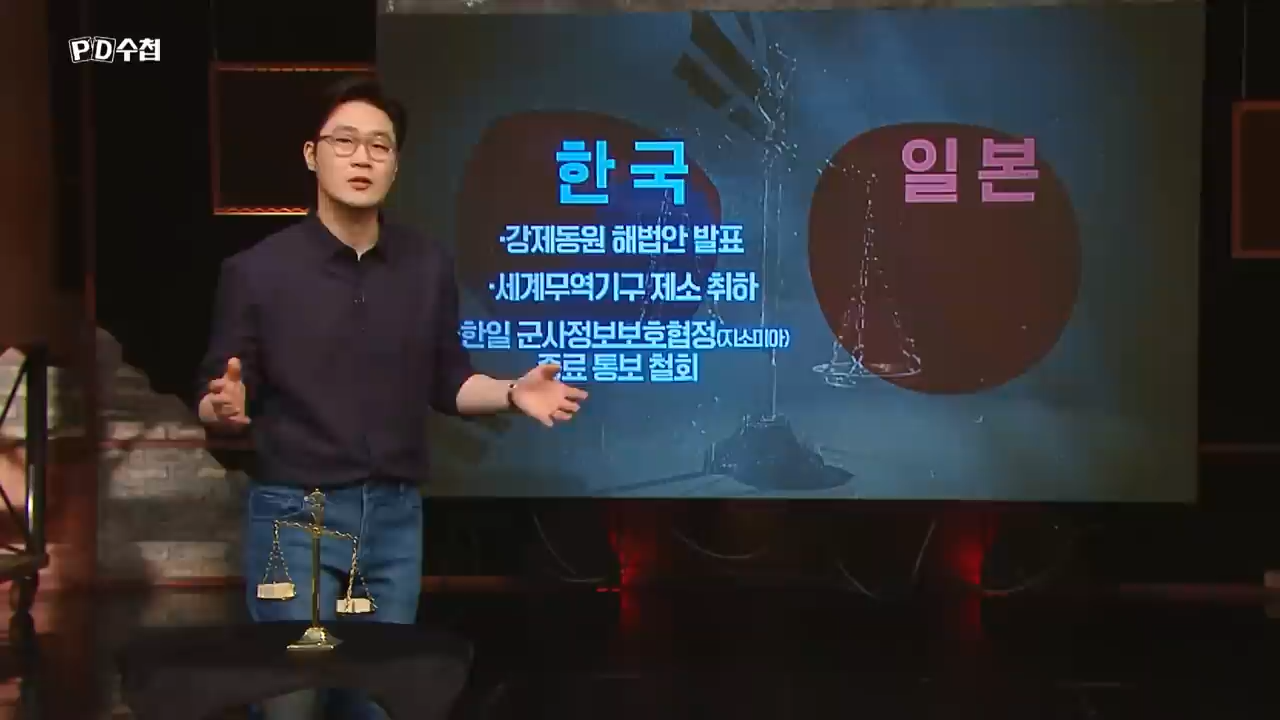 PD수첩
한국
일본
·강제동원 해법안 발표
·세계무역기구 제소 취하
한일 군사정보보호협정(지소미아)
종료 통보 철회